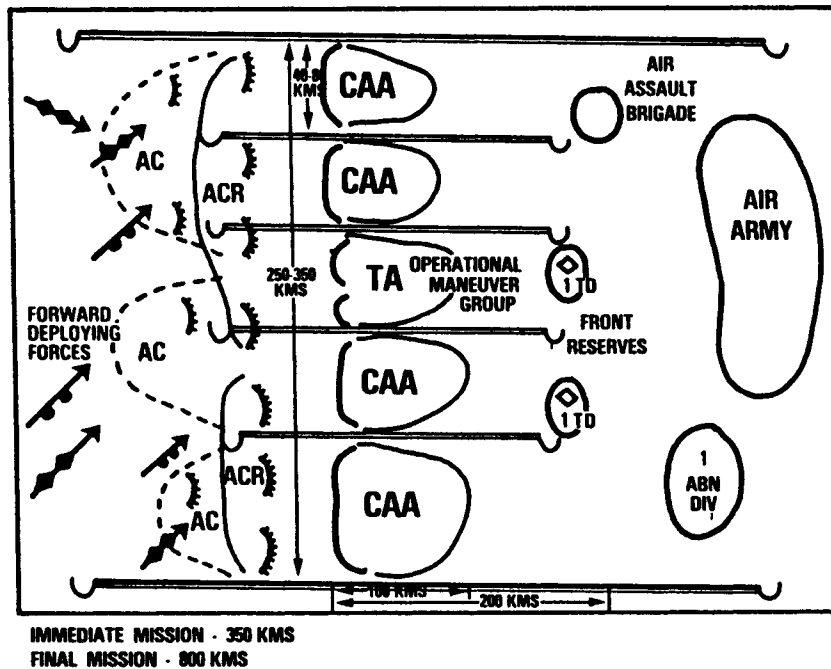 CAA
KMS
AIR
ASSAULT
BRIGADE
AC
CAA
ACR
AIR
ARMY
250-350
KMS
TA
OPERATIONAL
MANEUVER
GROUP
1 TD
FORWARD
DEPLOYING
FORCES
AC
FRONT
RESERVES
CAA
1 TD
ACR
AC
CAA
1
ABN
DIV
KMS
200 KMS
IMMEDIATE MISSION - 350 KMS
FINAL MISSION - 800 KMS